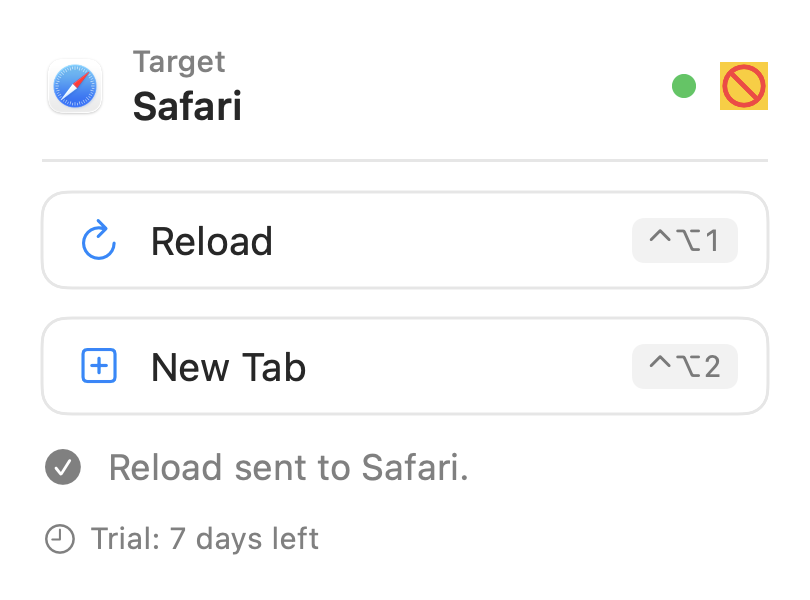 Target
Safari
Reload ^⌥1
New Tab ^⌥2
Reload sent to Safari.
Trial: 7 days left